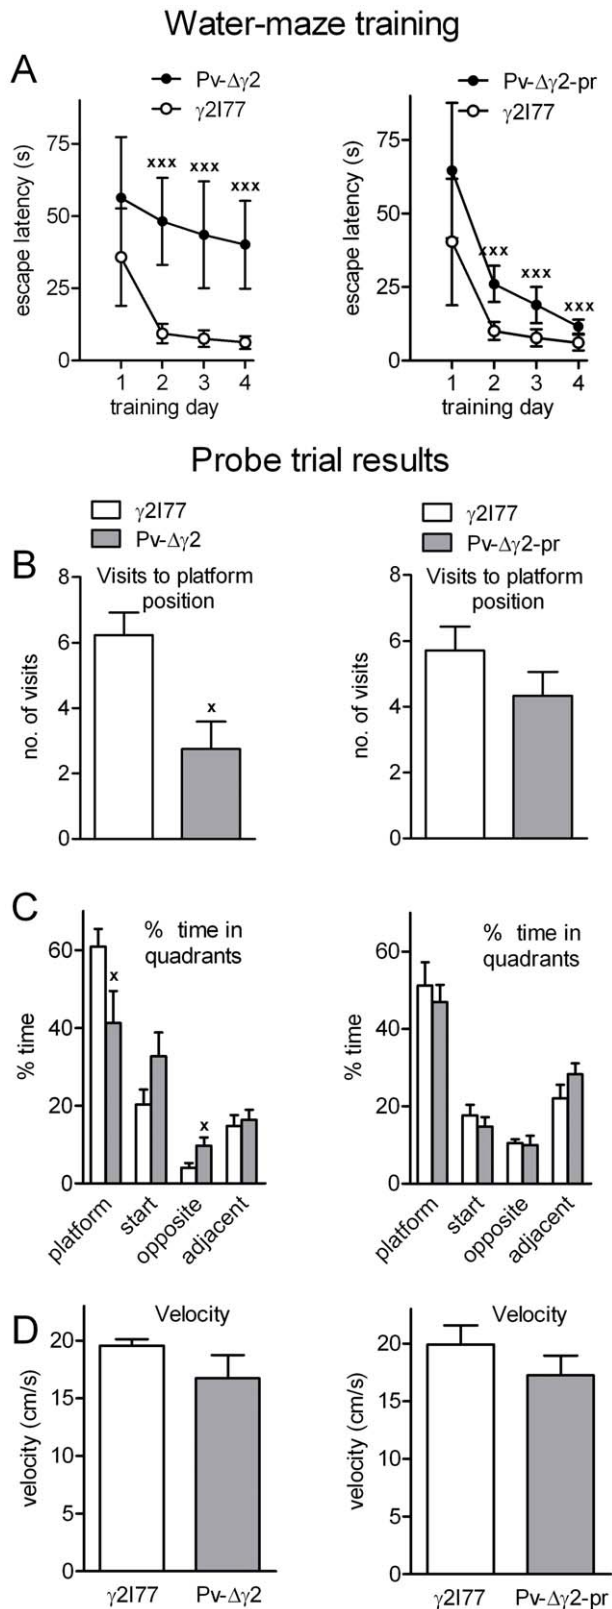 Water-maze training
A
Pv-Δγ2
γ2I77
escape latency (s)
75
50
25
0
xxx xxx xxx
1 2 3 4
training day
Pv-Δγ2-pr
γ2I77
escape latency (s)
75
50
25
0
xxx
xxx
xxx
1 2 3 4
training day
Probe trial results
γ2I77
Pv-Δγ2
γ2I77
Pv-Δγ2-pr
B
Visits to platform
position
no. of visits
8
6
4
2
0
x
Visits to platform
position
no. of visits
8
6
4
2
0
C
% time in
quadrants
% time
60
40
20
0
x
x
platform
start
opposite
adjacent
% time in
quadrants
% time
60
40
20
0
platform
start
opposite
adjacent
D
Velocity
velocity (cm/s)
20
15
10
5
0
γ2I77 Pv-Δγ2
Velocity
velocity (cm/s)
20
15
10
5
0
γ2I77 Pv-Δγ2-pr